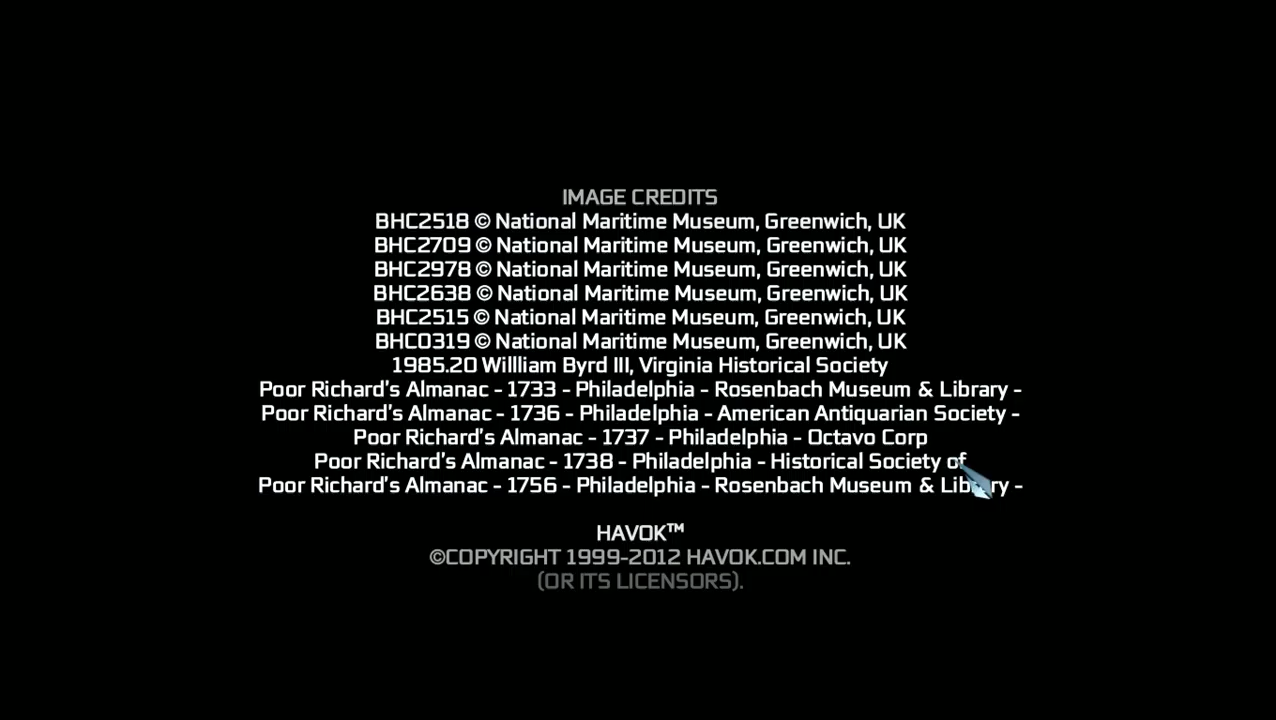 IMAGE CREDITS
BHC2518 © National Maritime Museum, Greenwich, UK
BHC2709 © National Maritime Museum, Greenwich, UK
BHC2978 © National Maritime Museum, Greenwich, UK
BHC2638 © National Maritime Museum, Greenwich, UK
BHC2515 © National Maritime Museum, Greenwich, UK
BHC0319 © National Maritime Museum, Greenwich, UK
1985.20 Willliam Byrd III, Virginia Historical Society
Poor Richard's Almanac - 1733 - Philadelphia - Rosenbach Museum & Library -
Poor Richard's Almanac - 1736 - Philadelphia - American Antiquarian Society -
Poor Richard's Almanac - 1737 - Philadelphia - Octavo Corp
Poor Richard's Almanac - 1738 - Philadelphia - Historical Society of
Poor Richard's Almanac - 1756 - Philadelphia - Rosenbach Museum & Library -
HAVOK™
©COPYRIGHT 1999-2012 HAVOK.COM INC.
(OR ITS LICENSORS).